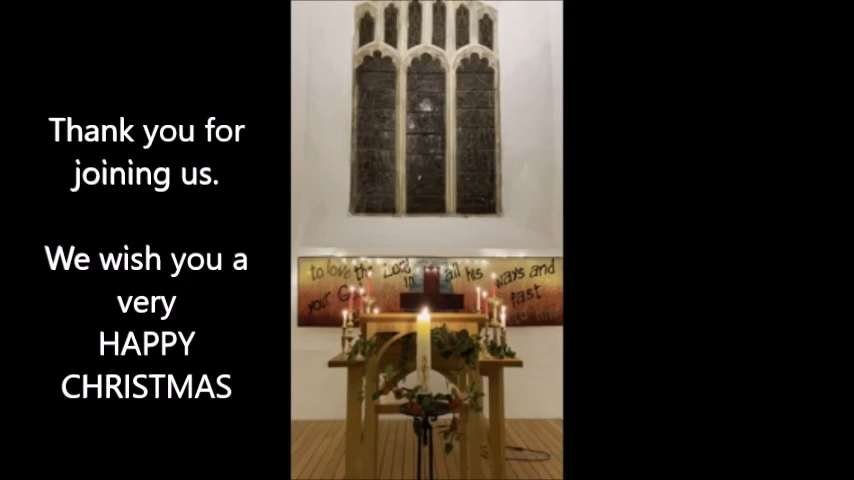 Thank you for
joining us.
We wish you a
very
HAPPY
CHRISTMAS
to love the Lord in all his ways and
your fast